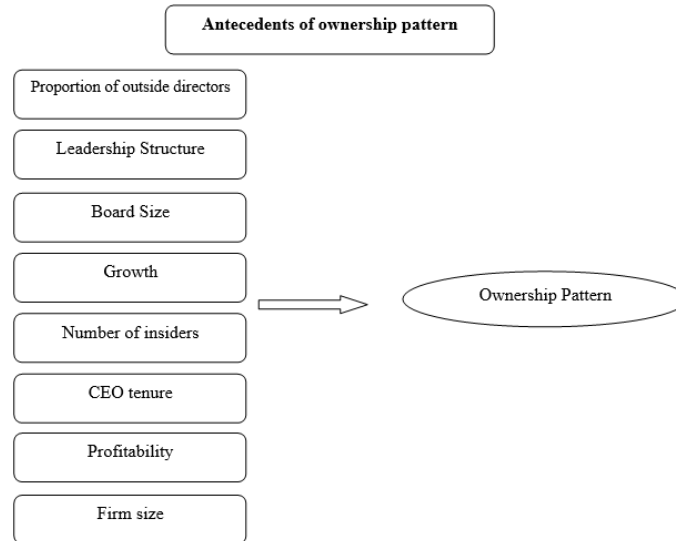 Antecedents of ownership pattern
Proportion of outside directors
Leadership Structure
Board Size
Growth
Number of insiders
CEO tenure
Profitability
Firm size
Ownership Pattern